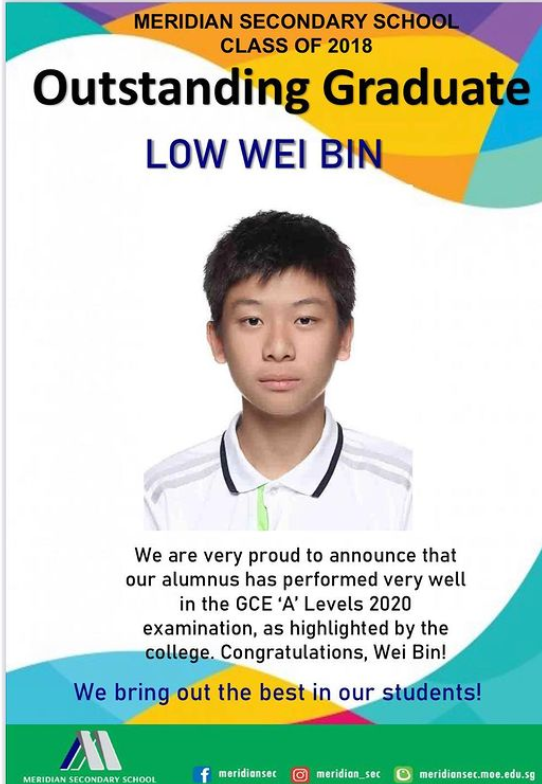 MERIDIAN SECONDARY SCHOOL
CLASS OF 2018
Outstanding Graduate
LOW WEI BIN
We are very proud to announce that
our alumnus has performed very well
in the GCE ‘A’ Levels 2020
examination, as highlighted by the
college. Congratulations, Wei Bin!
We bring out the best in our students!
MERIDIAN SECONDARY SCHOOL
meridiansec
meridian_sec
meridiansec.moe.edu.sg